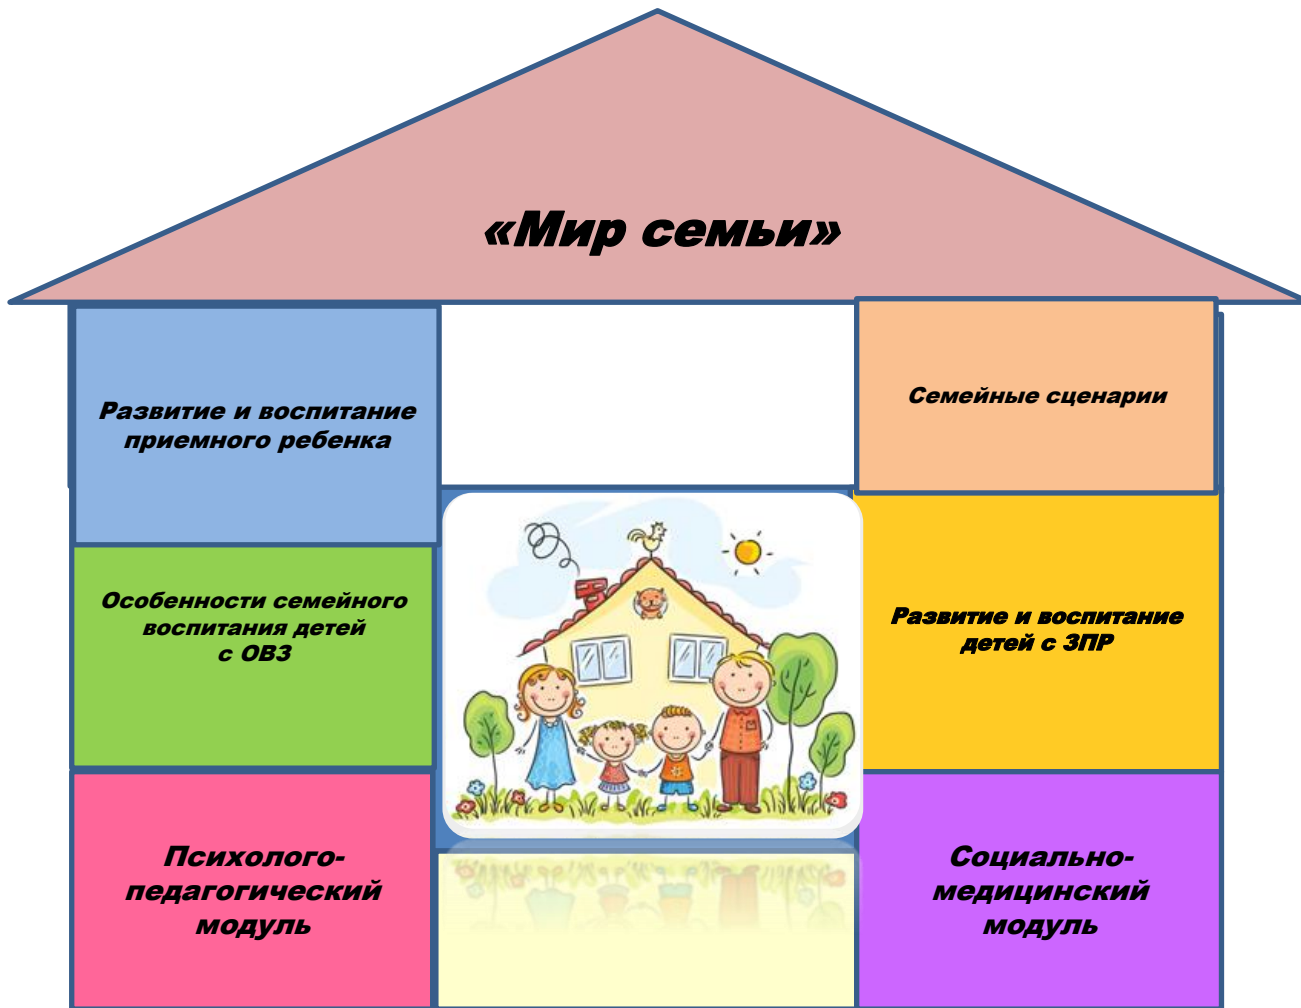 «Мир семьи»
Развитие и воспитание
приемного ребенка
Семейные сценарии
Особенности семейного
воспитания детей
с ОВЗ
Развитие и воспитание
детей с ЗПР
Психолого-
педагогический
модуль
Социально-
медицинский
модуль